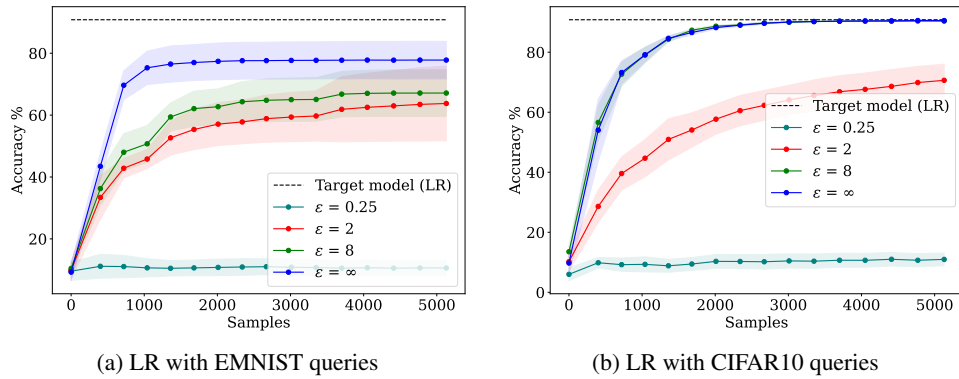 80
60
40
20
Accuracy %
0
1000
2000
3000
4000
5000
Samples
Target model (LR)
ε = 0.25
ε = 2
ε = 8
ε = ∞
(a) LR with EMNIST queries
80
60
40
20
0
Accuracy %
0
1000
2000
3000
4000
5000
Samples
Target model (LR)
ε = 0.25
ε = 2
ε = 8
ε = ∞
(b) LR with CIFAR10 queries